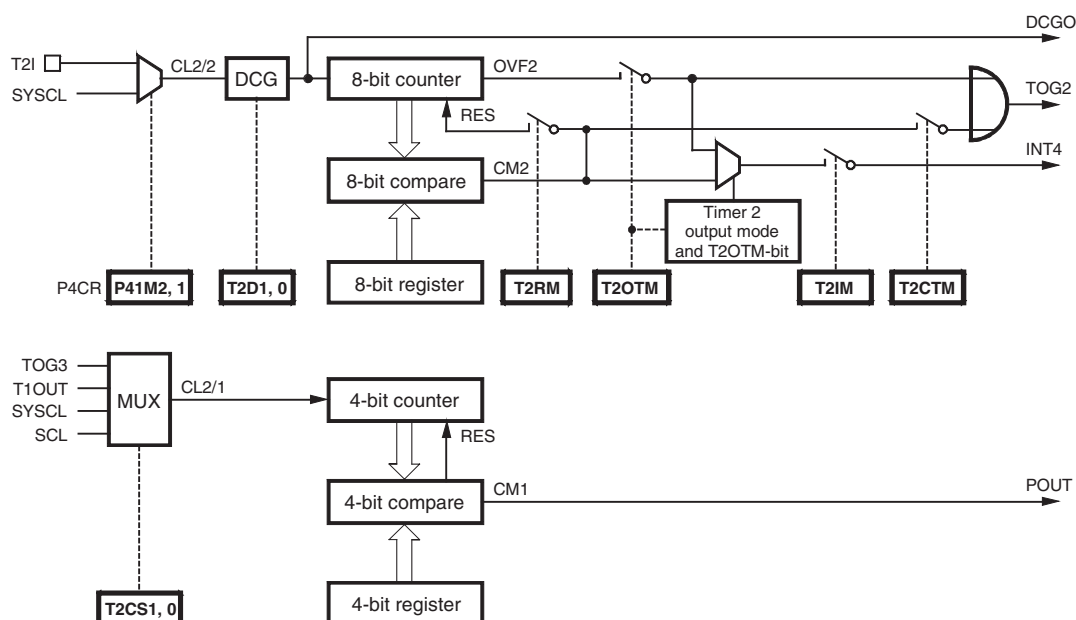 DCGO
T2I
CL2/2
DCG
8-bit counter
OVF2
SYSCL
TOG2
RES
INT4
8-bit compare
CM2
Timer 2
output mode
and T2OTM-bit
P4CR
P41M2, 1
T2D1, 0
8-bit register
T2RM
T2OTM
T2IM
T2CTM
TOG3
T1OUT
SYSCL
SCL
MUX
CL2/1
4-bit counter
RES
4-bit compare
CM1
POUT
T2CS1, 0
4-bit register